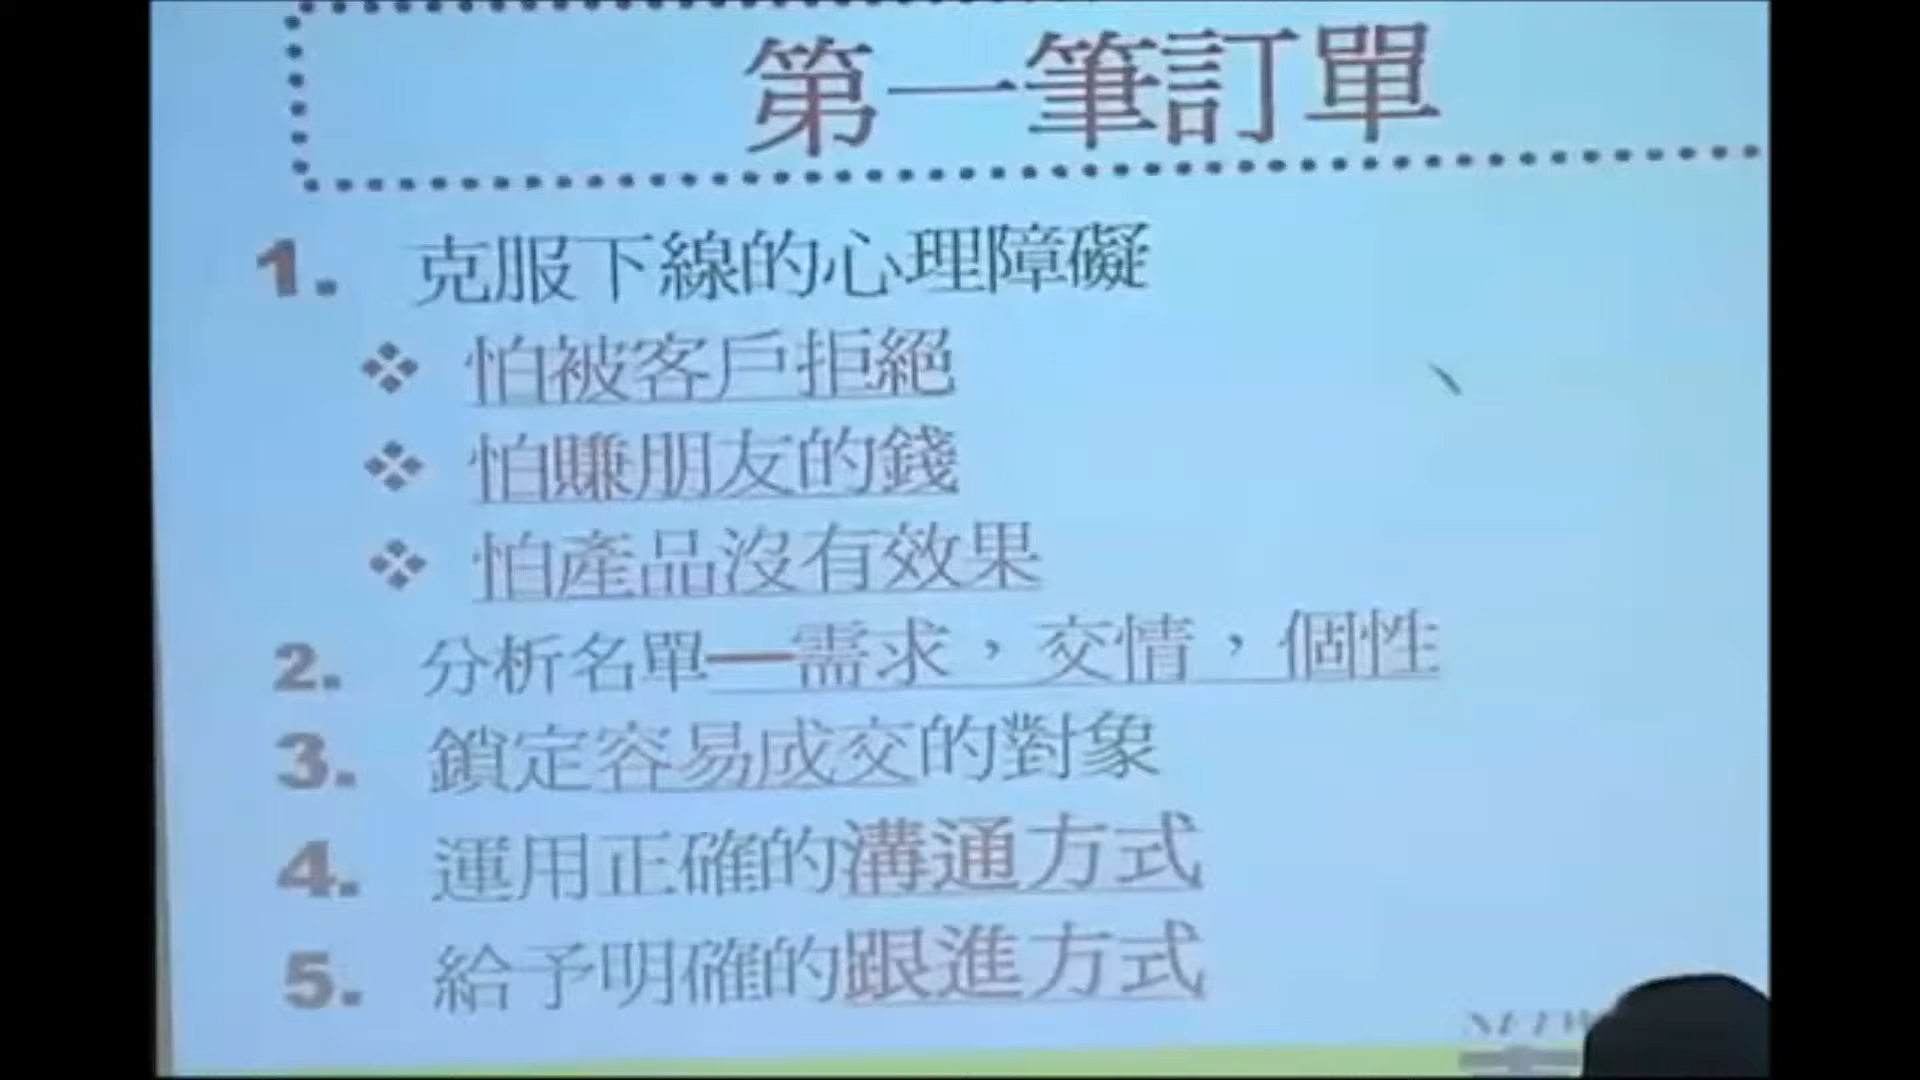 第一筆訂單
1. 克服下線的心理障礙
❖ 怕被客戶拒絕
❖ 怕賺朋友的錢
❖ 怕產品沒有效果
2. 分析名單—需求，交情，個性
3. 鎖定容易成交的對象
4. 運用正確的溝通方式
5. 給予明確的跟進方式